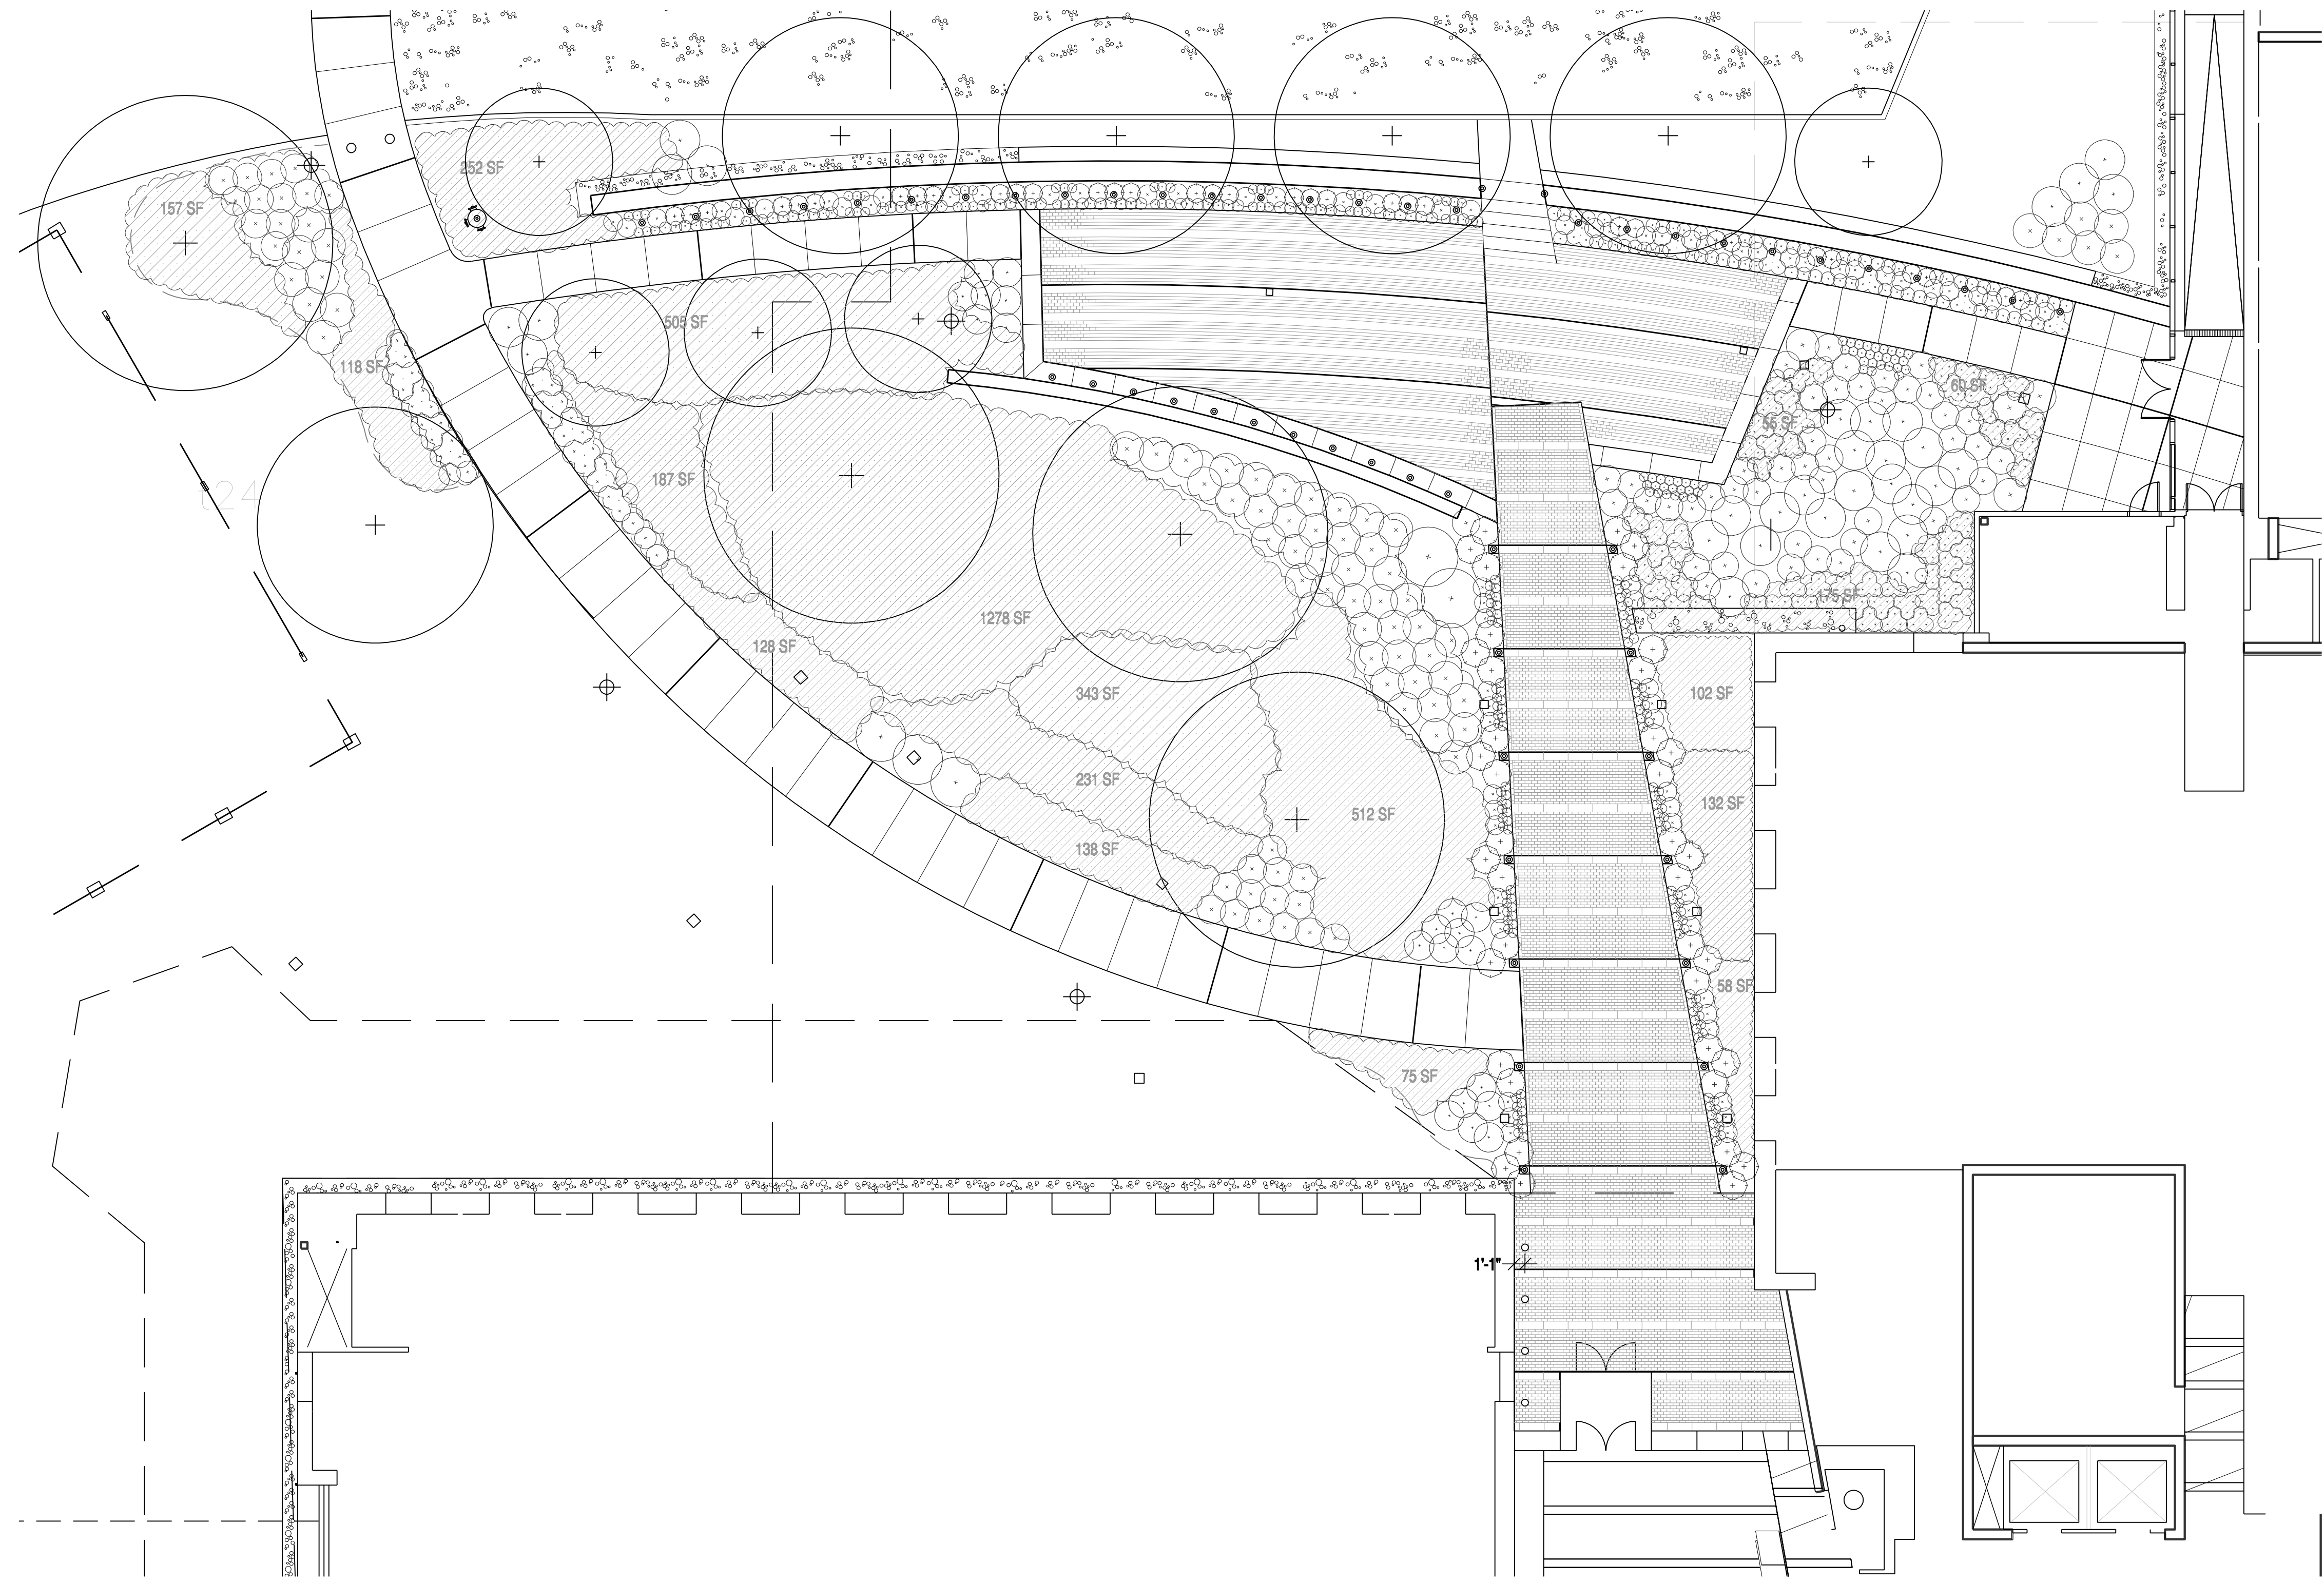 252 SF
157 SF
505 SF
118 SF
60 SF
55 SF
187 SF
24
175 SF
1278 SF
128 SF
343 SF
102 SF
231 SF
132 SF
512 SF
138 SF
58 SF
75 SF
1'-1"